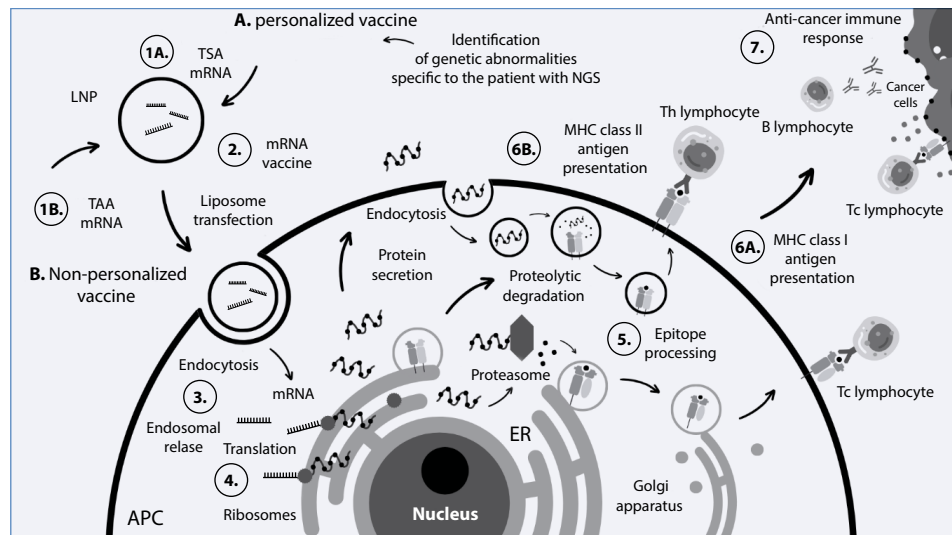 A. personalized vaccine
Identification
of genetic abnormalities
specific to the patient with NGS
1A.
TSA
mRNA
LNP
2.
mRNA
vaccine
1B.
TAA
mRNA
Liposome
transfection
B. Non-personalized
vaccine
Endocytosis
3.
mRNA
Endosomal
relase
Translation
4.
Ribosomes
APC
Nucleus
ER
Protein
secretion
Endocytosis
Proteolytic
degradation
Proteasome
5.
Epitope
processing
Golgi
apparatus
6B.
MHC class II
antigen
presentation
Th lymphocyte
6A.
MHC class I
antigen
presentation
Tc lymphocyte
7.
Anti-cancer immune
response
B lymphocyte
Cancer
cells
Tc lymphocyte